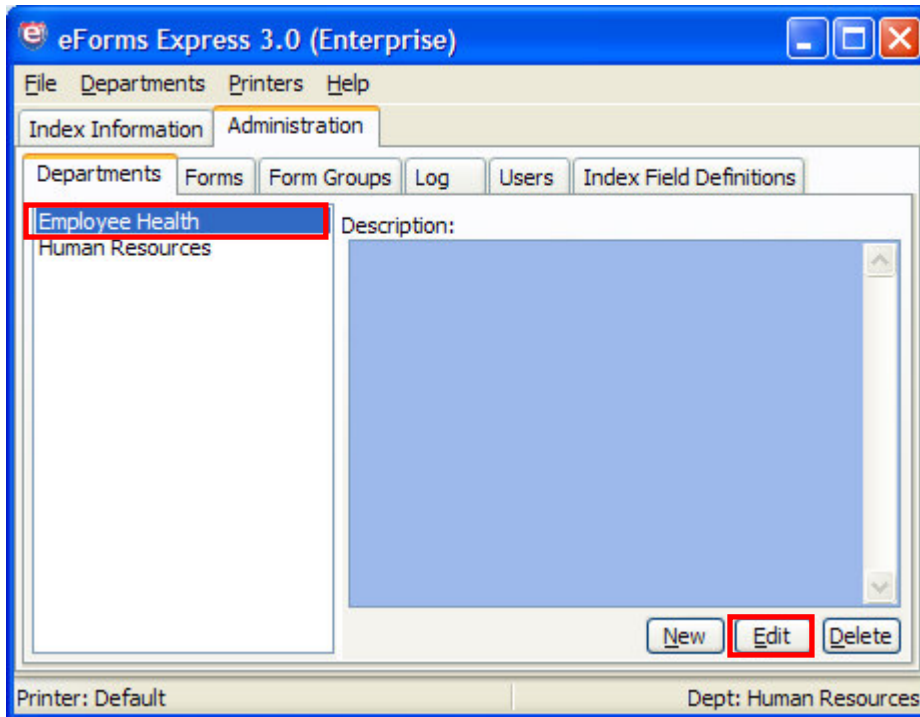 eForms Express 3.0 (Enterprise)
File Departments Printers Help
Index Information Administration
Departments Forms Form Groups Log Users Index Field Definitions
Employee Health
Human Resources
Description:
New Edit Delete
Printer: Default Dept: Human Resources